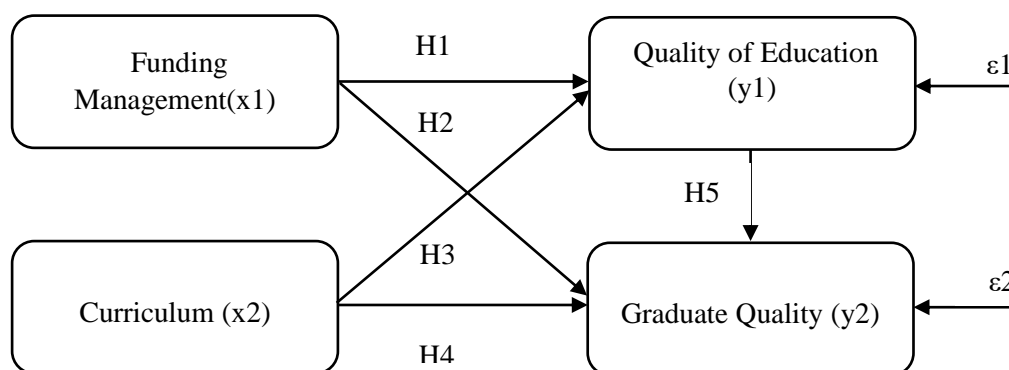 Funding
Management(x1)
H1
Quality of Education
(y1)
ε1
H2
H5
H3
Curriculum (x2)
Graduate Quality (y2)
ε2
H4